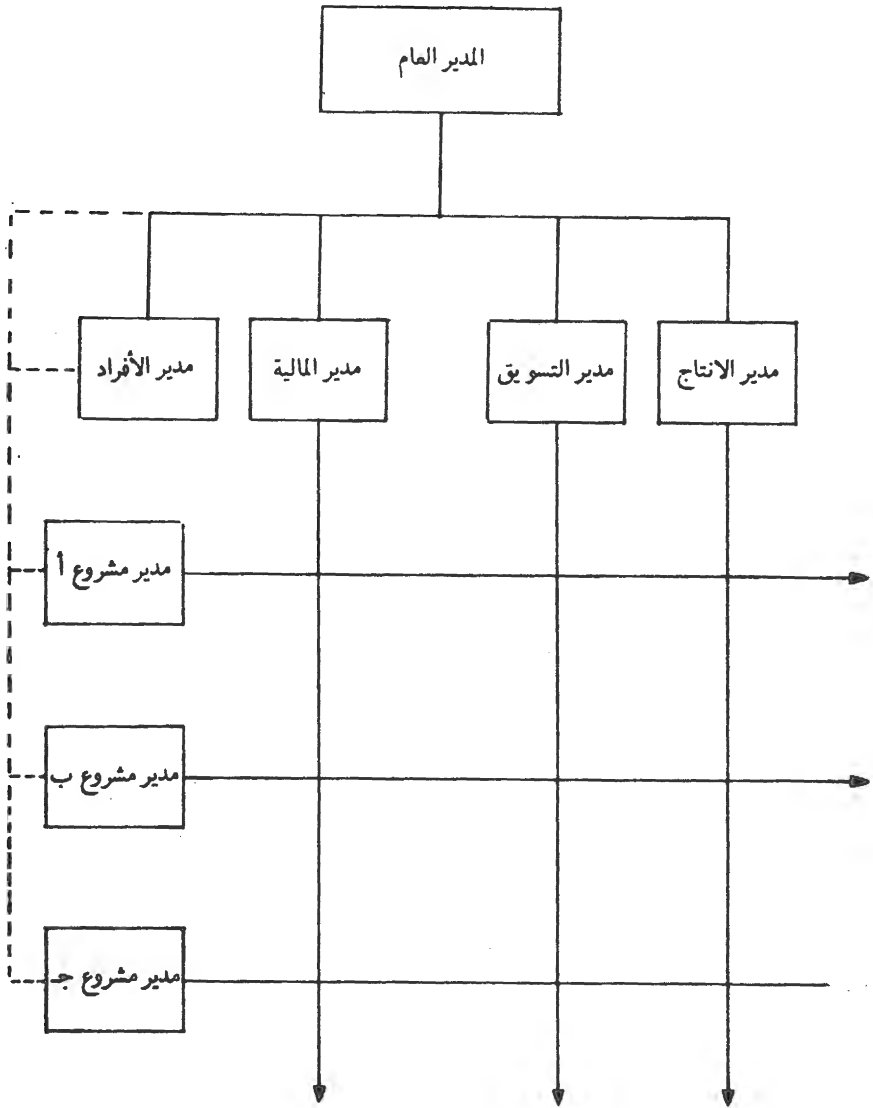 المدير العام
مدير الانتاج
مدير التسويق
مدير المالية
مدير الأفراد
مدير مشروع أ
مدير مشروع ب
مدير مشروع جـ